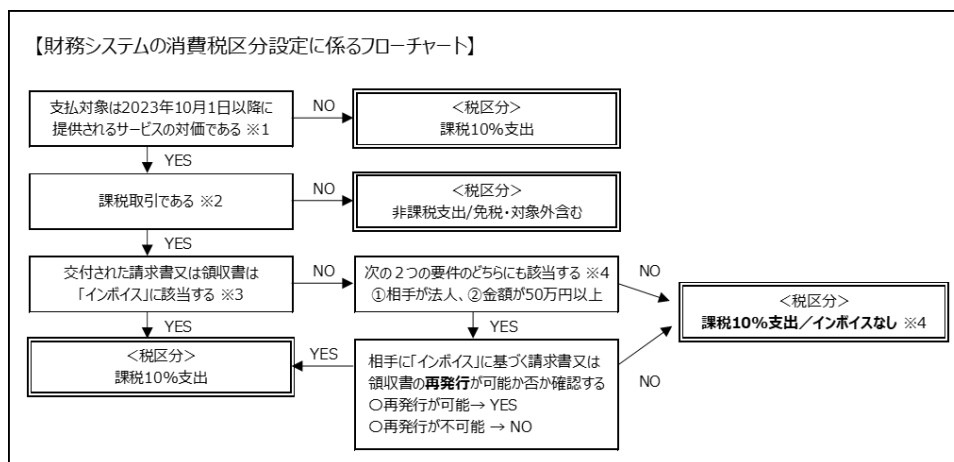 【財務システムの消費税区分設定に係るフローチャート】
支払対象は2023年10月1日以降に
提供されるサービスの対価である ※1
NO
<税区分>
課税10%支出
YES
課税取引である ※2
NO
<税区分>
非課税支出/免税・対象外含む
YES
交付された請求書又は領収書は
「インボイス」に該当する ※3
NO
次の2つの要件のどちらにも該当する ※4
①相手が法人、②金額が50万円以上
NO
<税区分>
課税10%支出/インボイスなし ※4
YES
YES
<税区分>
課税10%支出
YES
相手に「インボイス」に基づく請求書又は
領収書の再発行が可能か否か確認する
○再発行が可能→ YES
○再発行が不可能 → NO
NO